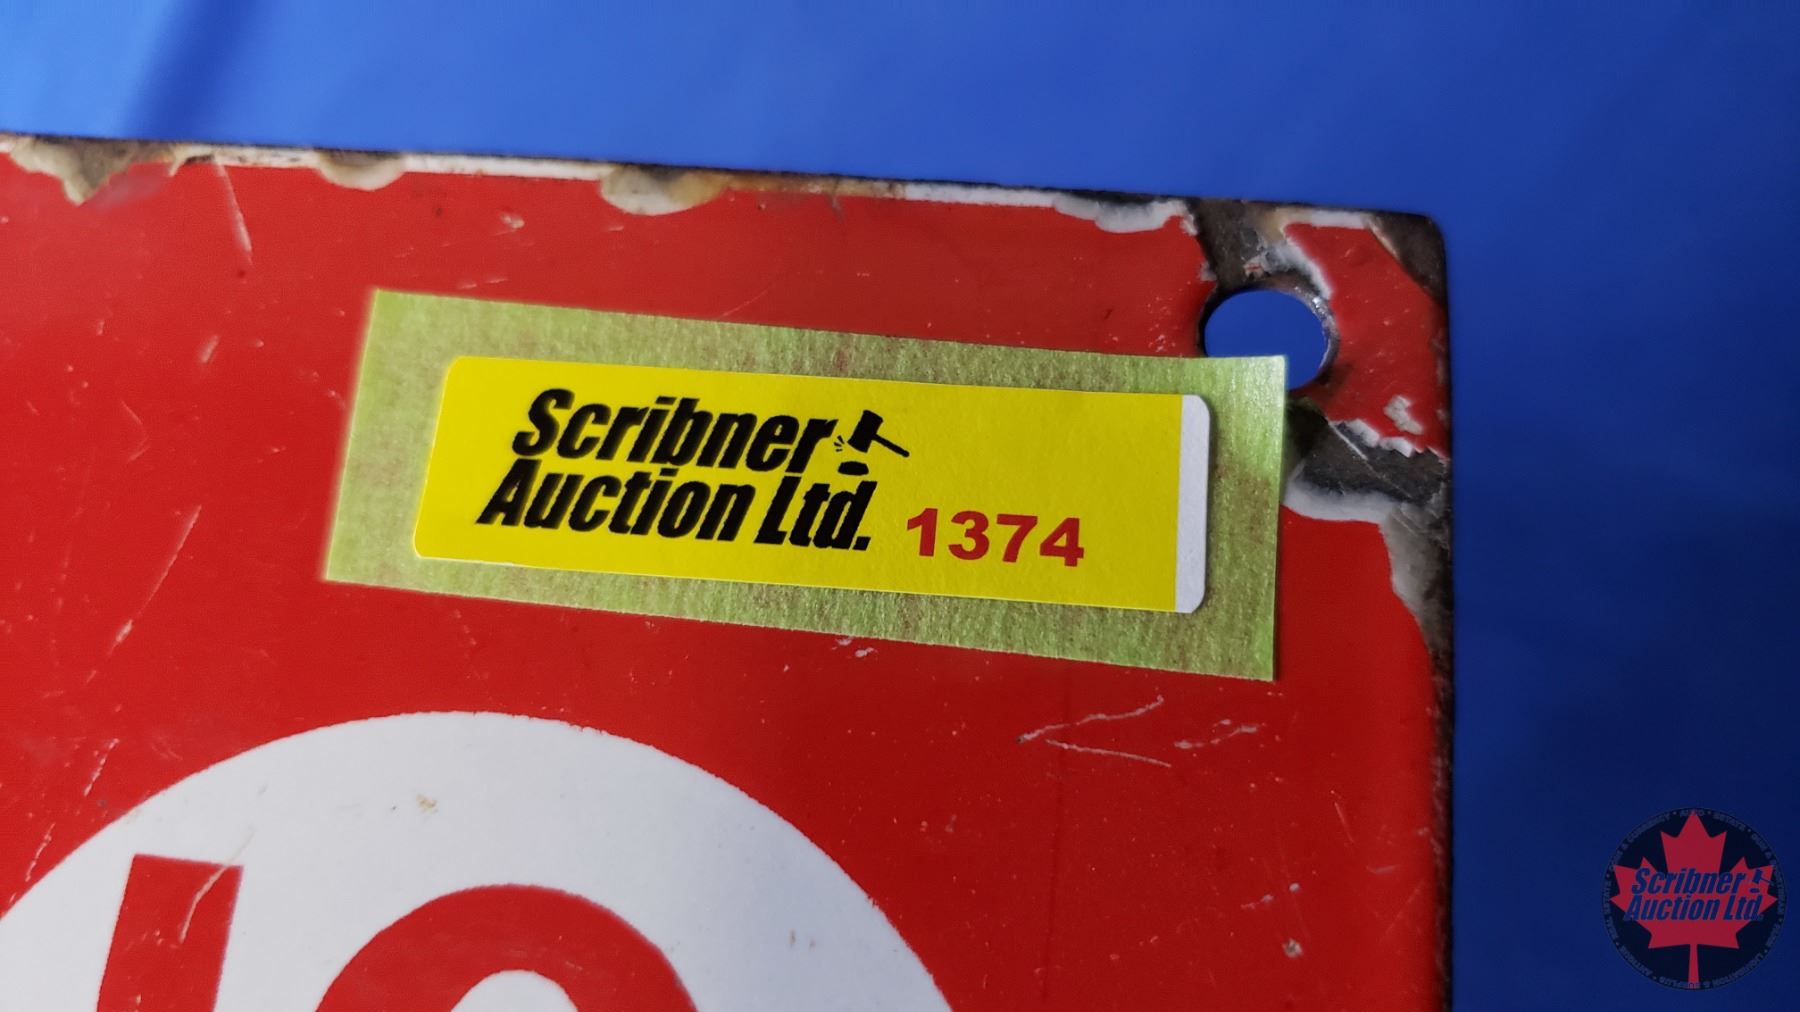 Scribner
Auction Ltd.
1374
Scribner
Auction Ltd.